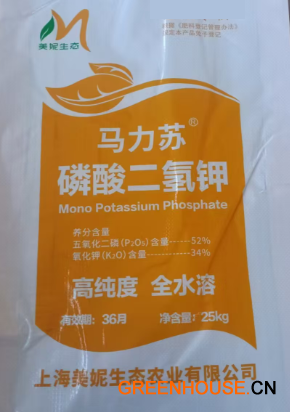 美妮生态
马力苏®
磷酸二氢钾
Mono Potassium Phosphate
养分含量
五氧化二磷(P₂O₅)含量-----52%
氧化钾(K₂O)含量-----------34%
高纯度 全水溶
有效期：36月 净含量：25kg
上海美妮生态农业有限公司
GREENHOUSE.CN